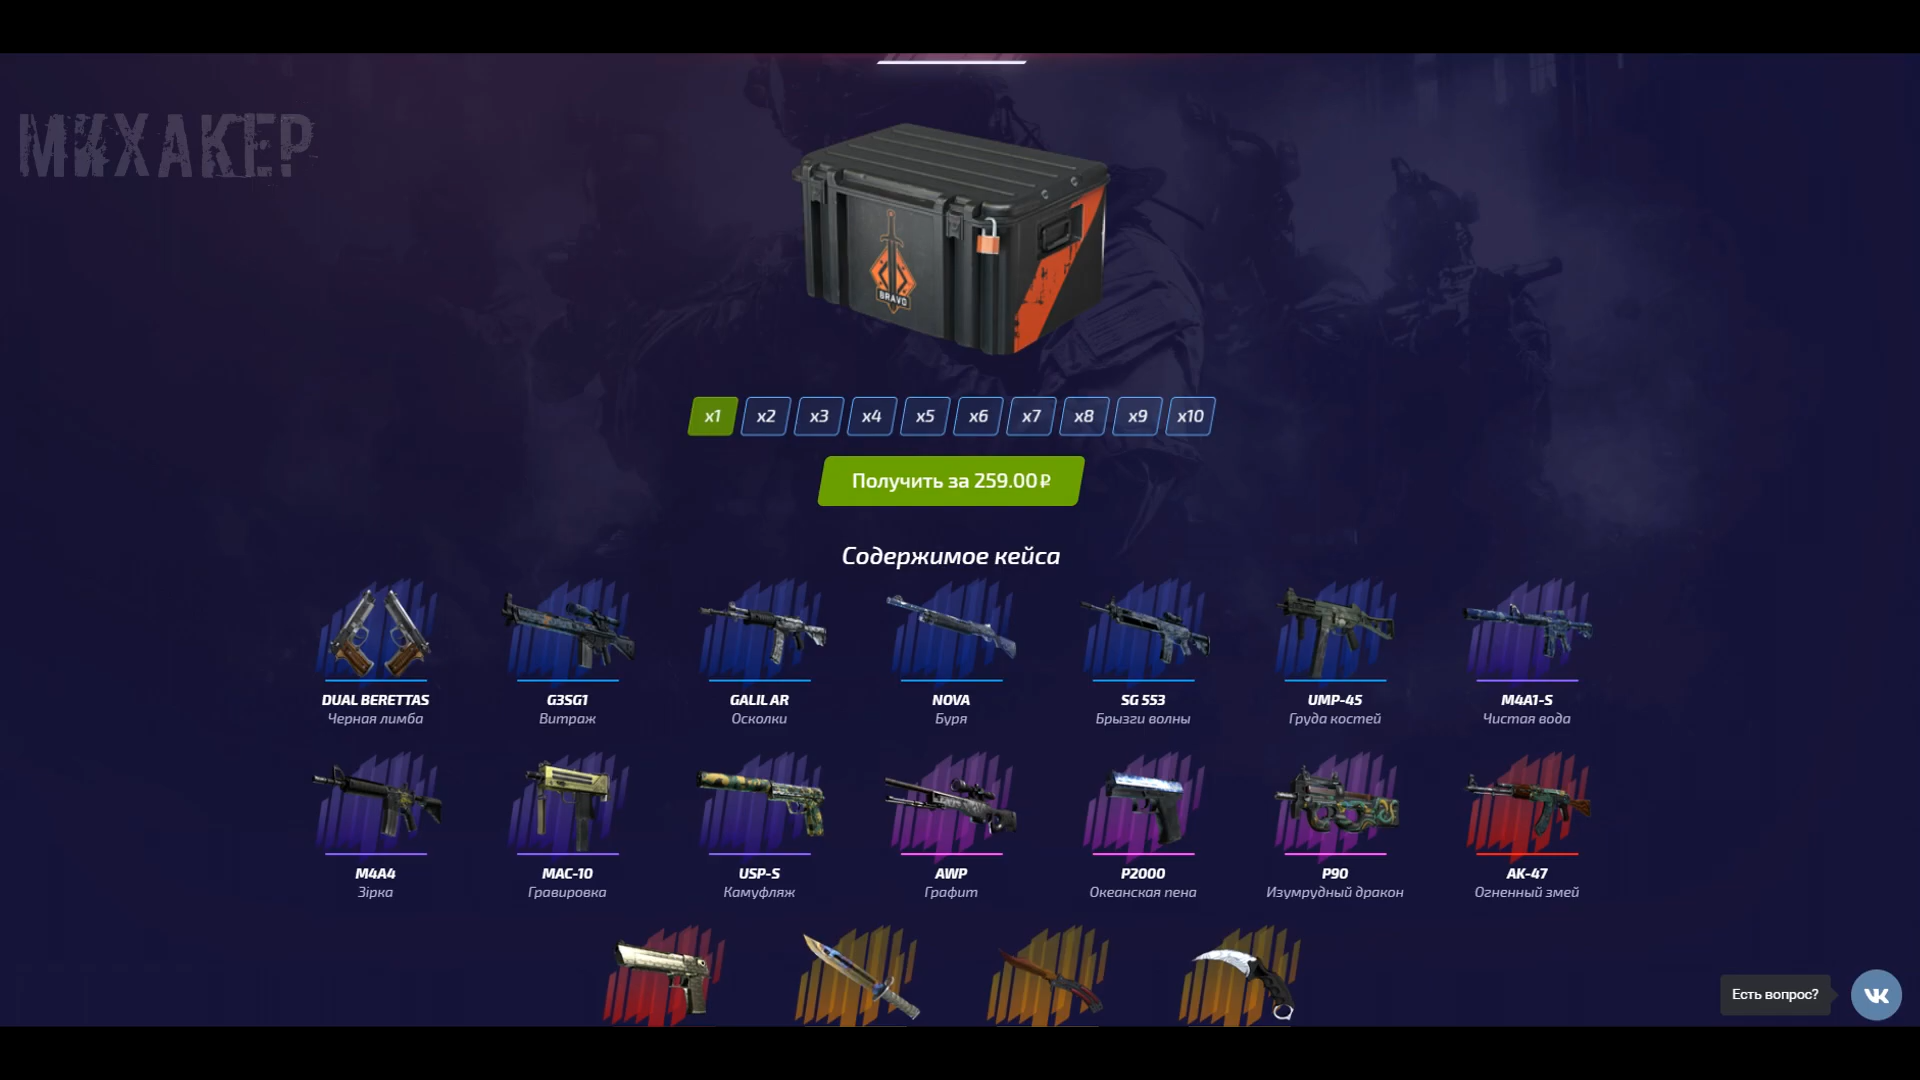 МИХАКЕР
BRAVO
x1 x2 x3 x4 x5 x6 x7 x8 x9 x10
Получить за 259.00₽
Содержимое кейса
DUAL BERETTAS G3SG1 GALIL AR NOVA SG 553 UMP-45 M4A1-S
Черная лимба Витраж Осколки Буря Брызги волны Груда костей Чистая вода
M4A4 MAC-10 USP-S AWP P2000 P90 AK-47
Зірка Гравировка Камуфляж Графит Океанская пена Изумрудный дракон Огненный змей
Есть вопрос?